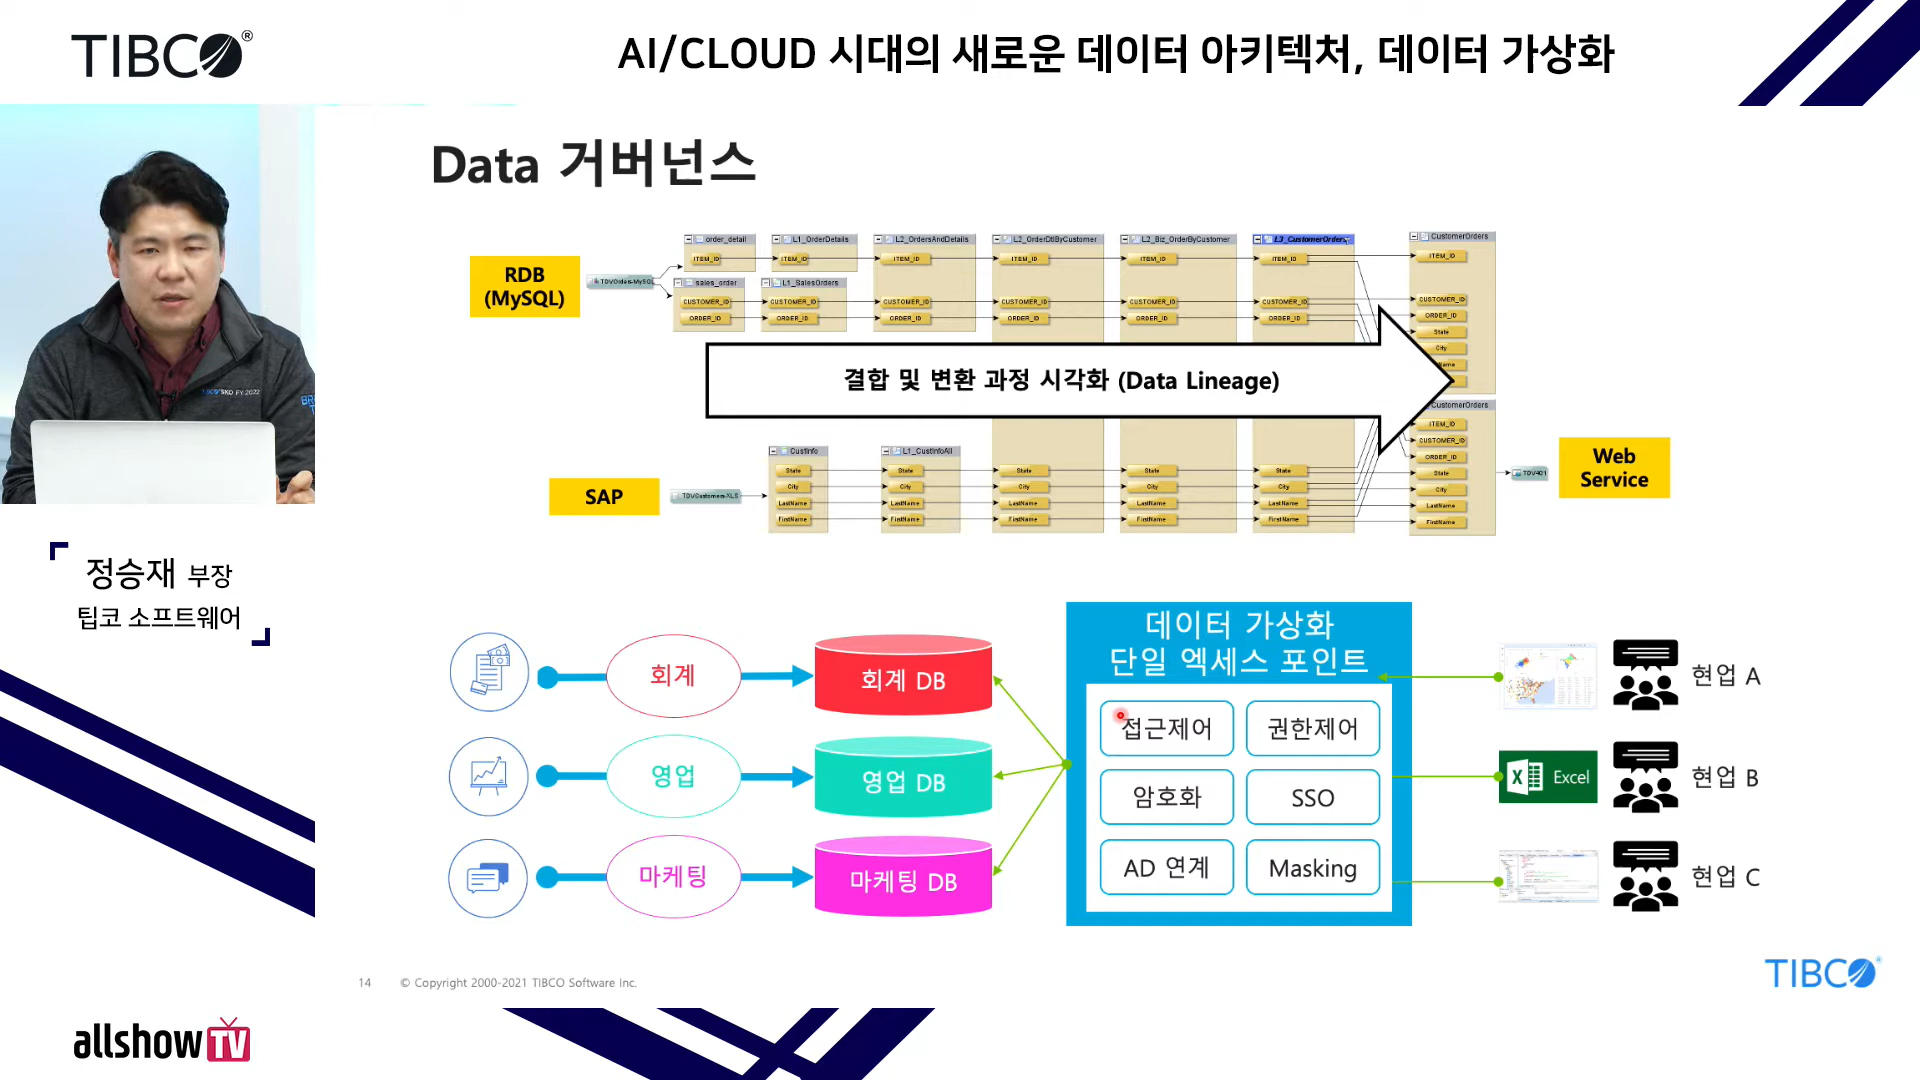 TIBCO®
AI/CLOUD 시대의 새로운 데이터 아키텍처, 데이터 가상화
Data 거버넌스
RDB
(MySQL)
TDVOrders-MySQL
order_detail
ITEM_ID
sales_order
CUSTOMER_ID
ORDER_ID
L1_OrderDetails
ITEM_ID
L1_SalesOrders
CUSTOMER_ID
ORDER_ID
L2_OrdersAndDetails
ITEM_ID
CUSTOMER_ID
ORDER_ID
L2_OrderDtlByCustomer
ITEM_ID
CUSTOMER_ID
ORDER_ID
L2_Biz_OrderByCustomer
ITEM_ID
CUSTOMER_ID
ORDER_ID
L3_CustomerOrders
ITEM_ID
CUSTOMER_ID
ORDER_ID
CustomerOrders
ITEM_ID
CUSTOMER_ID
ORDER_ID
State
City
결합 및 변환 과정 시각화 (Data Lineage)
SAP
TDVCustomers-XLS
CustInfo
State
City
LastName
FirstName
L1_CustInfoAll
State
City
LastName
FirstName
State
City
LastName
FirstName
State
City
LastName
FirstName
State
City
LastName
FirstName
CustomerOrders
ITEM_ID
CUSTOMER_ID
ORDER_ID
State
City
LastName
FirstName
Web
Service
TIBCO SKO FY 2022
정승재 부장
팁코 소프트웨어
회계
회계 DB
영업
영업 DB
마케팅
마케팅 DB
데이터 가상화
단일 엑세스 포인트
접근제어
권한제어
암호화
SSO
AD 연계
Masking
현업 A
Excel
현업 B
현업 C
14
© Copyright 2000-2021 TIBCO Software Inc.
TIBCO®
allshow TV